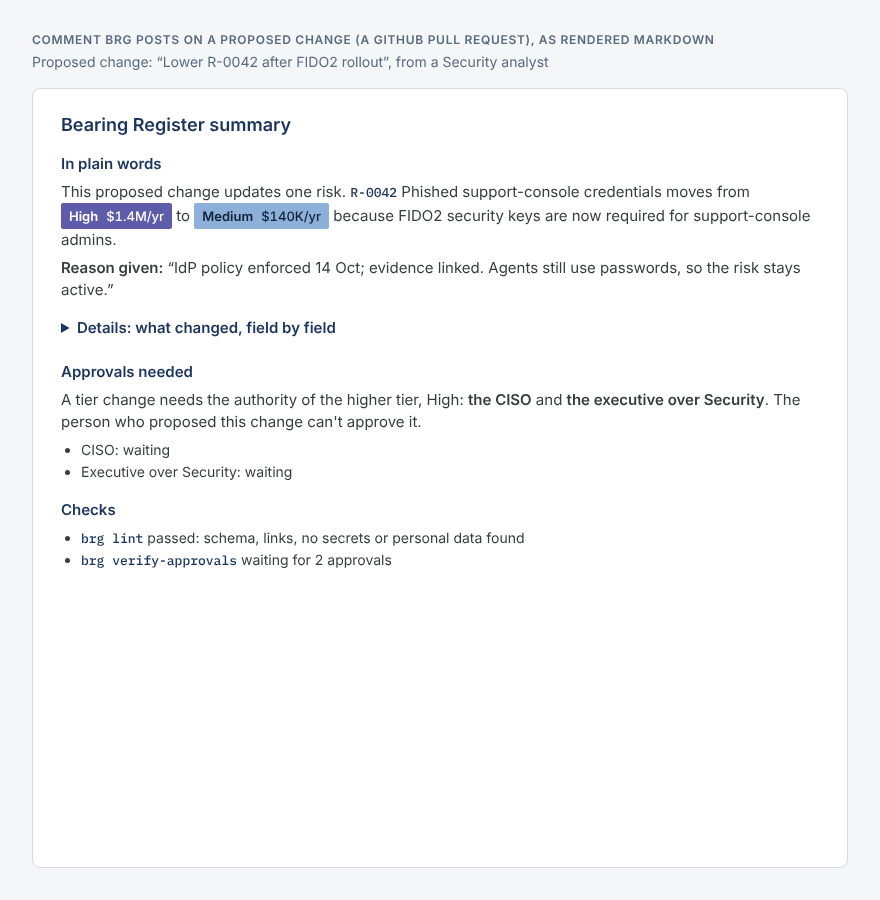 COMMENT BRG POSTS ON A PROPOSED CHANGE (A GITHUB PULL REQUEST), AS RENDERED MARKDOWN
Proposed change: “Lower R-0042 after FIDO2 rollout”, from a Security analyst
Bearing Register summary
In plain words
This proposed change updates one risk. R-0042 Phished support-console credentials moves from
High $1.4M/yr to Medium $140K/yr because FIDO2 security keys are now required for support-console
admins.
Reason given: “IdP policy enforced 14 Oct; evidence linked. Agents still use passwords, so the risk stays
active.”
Details: what changed, field by field
Approvals needed
A tier change needs the authority of the higher tier, High: the CISO and the executive over Security. The
person who proposed this change can't approve it.
CISO: waiting
Executive over Security: waiting
Checks
brg lint passed: schema, links, no secrets or personal data found
brg verify-approvals waiting for 2 approvals